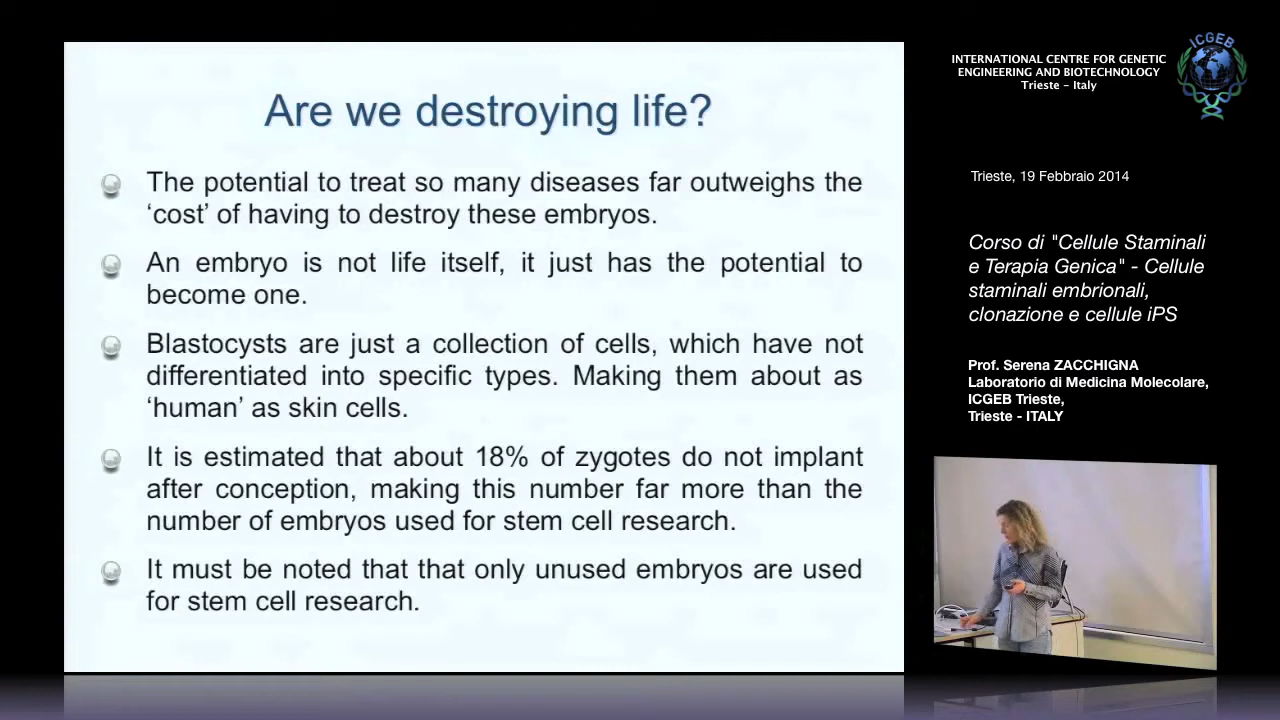 Are we destroying life?
The potential to treat so many diseases far outweighs the
‘cost’ of having to destroy these embryos.
An embryo is not life itself, it just has the potential to
become one.
Blastocysts are just a collection of cells, which have not
differentiated into specific types. Making them about as
‘human’ as skin cells.
It is estimated that about 18% of zygotes do not implant
after conception, making this number far more than the
number of embryos used for stem cell research.
It must be noted that that only unused embryos are used
for stem cell research.
INTERNATIONAL CENTRE FOR GENETIC
ENGINEERING AND BIOTECHNOLOGY
Trieste – Italy
ICGEB
Trieste, 19 Febbraio 2014
Corso di "Cellule Staminali
e Terapia Genica" - Cellule
staminali embrionali,
clonazione e cellule iPS
Prof. Serena ZACCHIGNA
Laboratorio di Medicina Molecolare,
ICGEB Trieste,
Trieste - ITALY